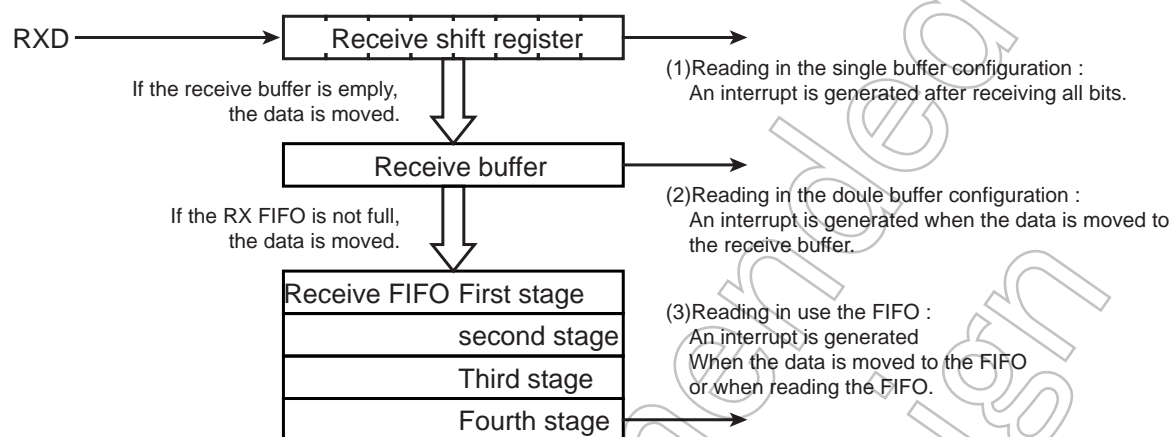 RXD
Receive shift register
(1)Reading in the single buffer configuration :
An interrupt is generated after receiving all bits.
If the receive buffer is emply,
the data is moved.
Receive buffer
(2)Reading in the doule buffer configuration :
An interrupt is generated when the data is moved to
the receive buffer.
If the RX FIFO is not full,
the data is moved.
Receive FIFO First stage
second stage
Third stage
Fourth stage
(3)Reading in use the FIFO :
An interrupt is generated
When the data is moved to the FIFO
or when reading the FIFO.